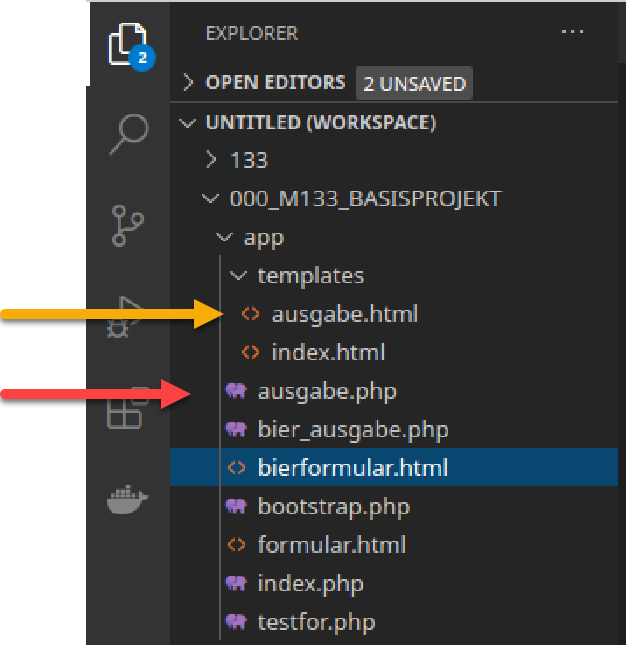 EXPLORER
2
OPEN EDITORS 2 UNSAVED
UNTITLED (WORKSPACE)
133
000_M133_BASISPROJEKT
app
templates
ausgabe.html
index.html
ausgabe.php
bier_ausgabe.php
bierformular.html
bootstrap.php
formular.html
index.php
testfor.php